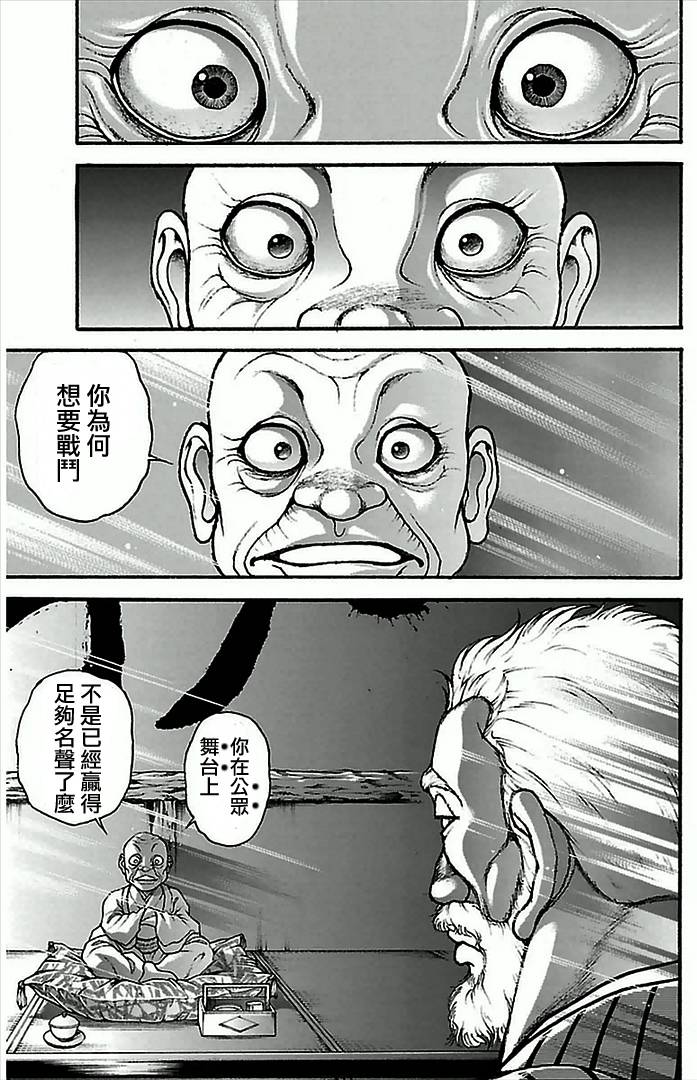 你為何
想要戰鬥
你在公眾
舞台上
不是已經贏得
足夠名聲了麼